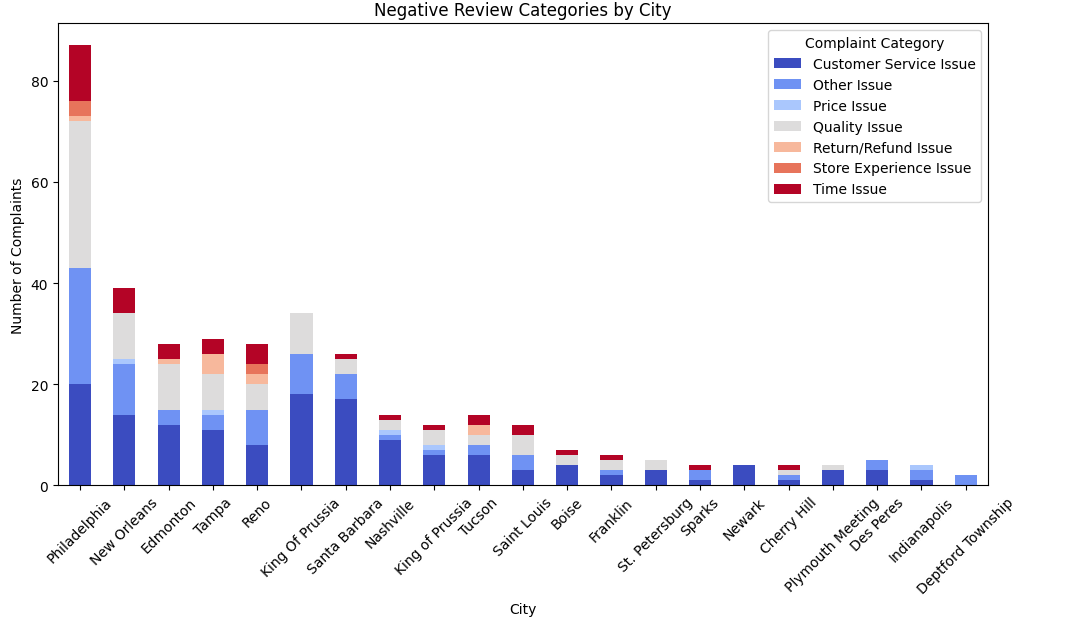 Negative Review Categories by City
Complaint Category
Customer Service Issue
Other Issue
Price Issue
Quality Issue
Return/Refund Issue
Store Experience Issue
Time Issue
Number of Complaints
80
60
40
20
0
Philadelphia
New Orleans
Edmonton
Tampa
Reno
King Of Prussia
Santa Barbara
Nashville
King of Prussia
Tucson
Saint Louis
Boise
Franklin
St. Petersburg
Sparks
Newark
Cherry Hill
Plymouth Meeting
Des Peres
Indianapolis
Deptford Township
City